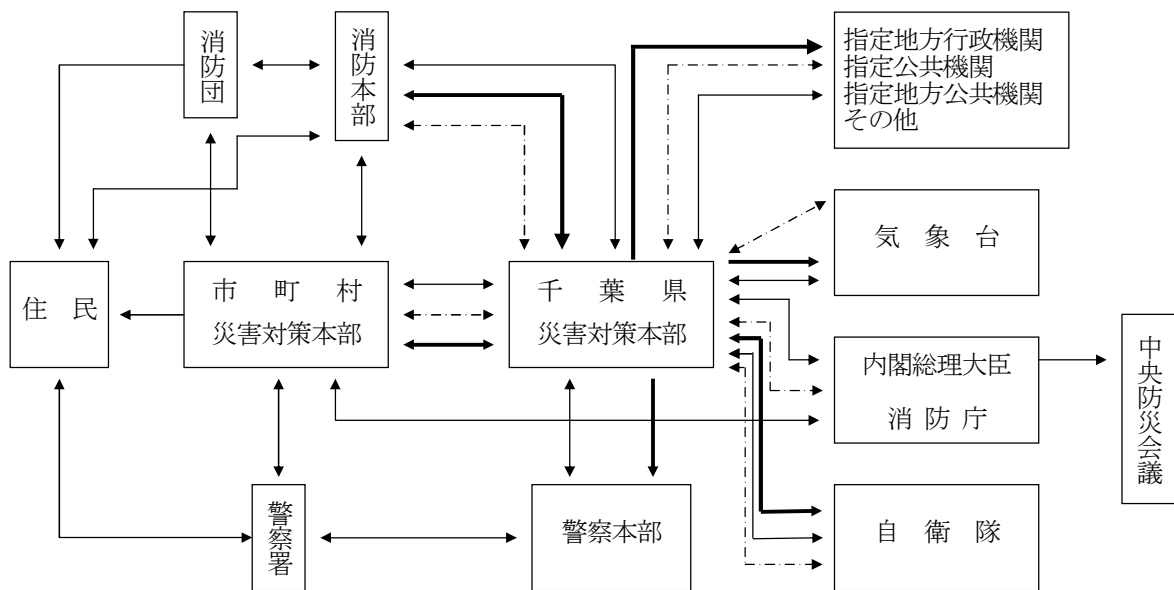 消防団
消防本部
指定地方行政機関
指定公共機関
指定地方公共機関
その他
気象台
住民
市町村
災害対策本部
千葉県
災害対策本部
内閣総理大臣
消防庁
中央防災会議
警察署
警察本部
自衛隊